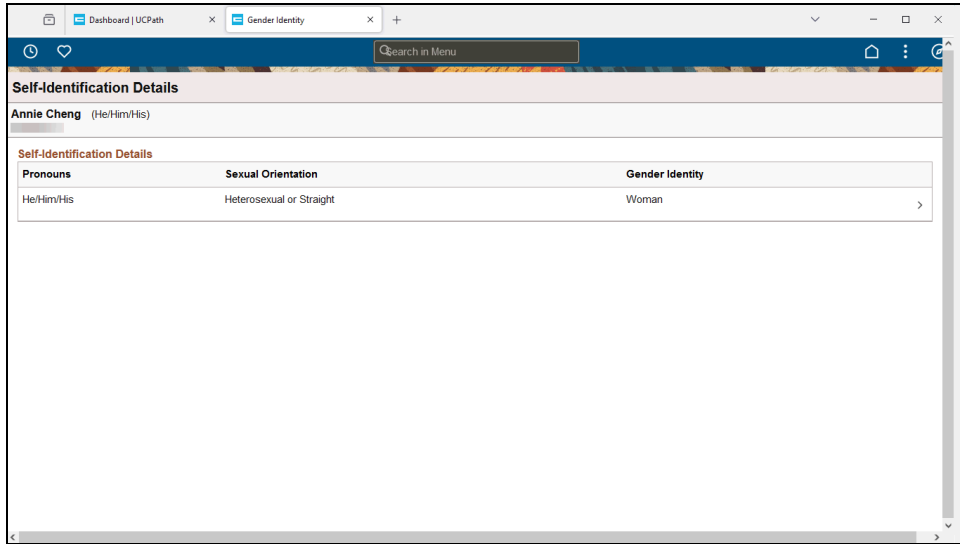 Dashboard | UCPath
Gender Identity
Search in Menu
Self-Identification Details
Annie Cheng (He/Him/His)
Self-Identification Details
Pronouns Sexual Orientation Gender Identity
He/Him/His Heterosexual or Straight Woman